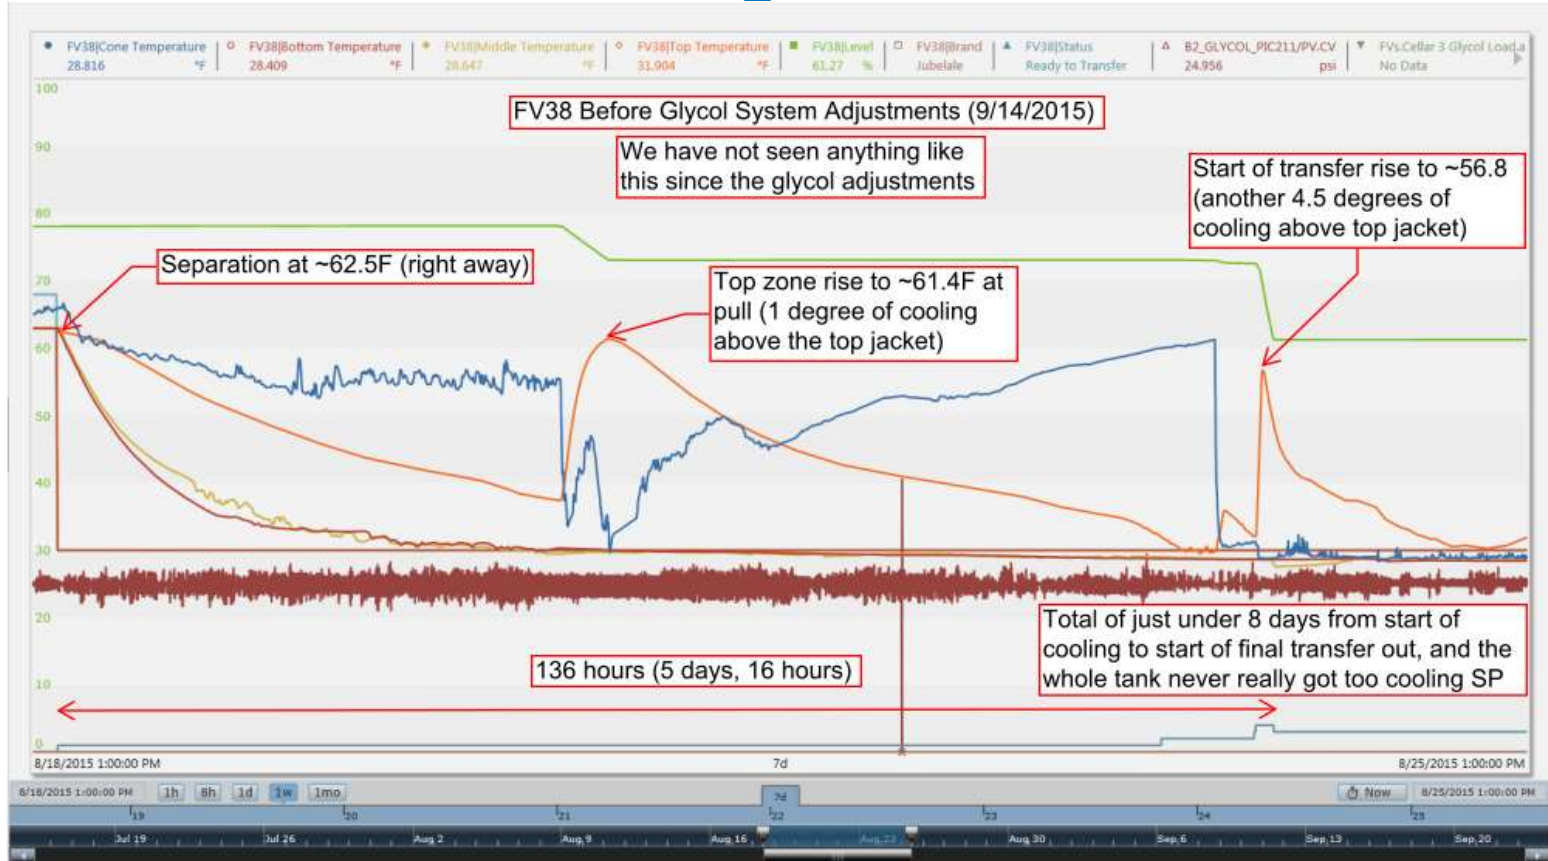 FV38|Cone Temperature FV38|Bottom Temperature FV38|Middle Temperature FV38|Top Temperature FV38|Level FV38|Brand FV38|Status B2_GLYCOL_PIC211/PV.CV FVs.Cellar 3 Glycol Load.a
28.816 °F 28.409 °F 28.647 °F 31.904 °F 61.27 % Jubelale Ready to Transfer 24.956 psi No Data
100
FV38 Before Glycol System Adjustments (9/14/2015)
90
We have not seen anything like
this since the glycol adjustments
Start of transfer rise to ~56.8
(another 4.5 degrees of
cooling above top jacket)
80
Separation at ~62.5F (right away)
70
Top zone rise to ~61.4F at
pull (1 degree of cooling
above the top jacket)
60
50
40
30
20
Total of just under 8 days from start of
cooling to start of final transfer out, and the
whole tank never really got too cooling SP
136 hours (5 days, 16 hours)
10
0
8/18/2015 1:00:00 PM 7d 8/25/2015 1:00:00 PM
8/18/2015 1:00:00 PM 1h 8h 1d 1w 1mo 7d Now 8/25/2015 1:00:00 PM
19 20 21 22 23 24 25
Jul 19 Jul 26 Aug 2 Aug 9 Aug 16 Aug 23 Aug 30 Sep 6 Sep 13 Sep 20